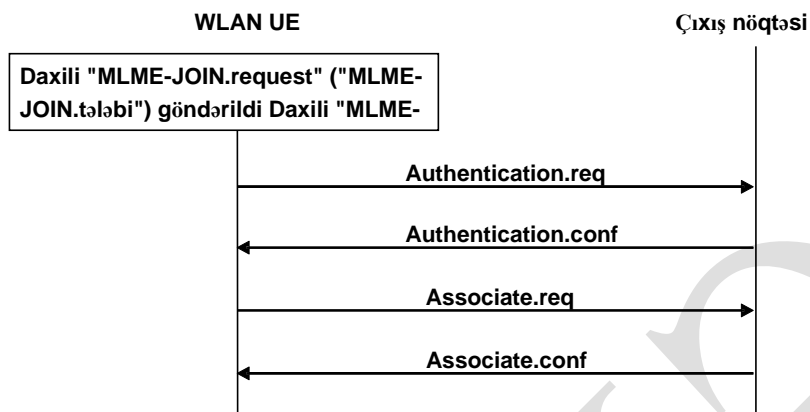 WLAN UE
Çıxış nöqtəsi
Daxili "MLME-JOIN.request" ("MLME-
JOIN.tələbi") göndərildi Daxili "MLME-
Authentication.req
Authentication.conf
Associate.req
Associate.conf